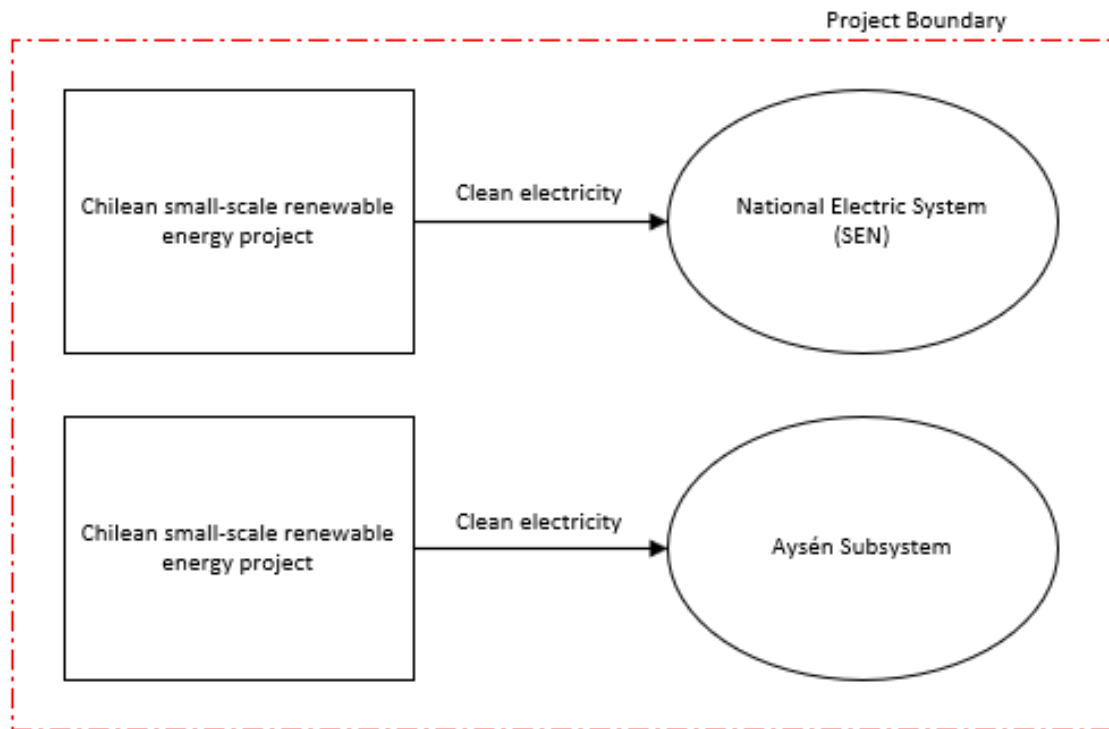 Project Boundary
Chilean small-scale renewable
energy project
Clean electricity
National Electric System
(SEN)
Chilean small-scale renewable
energy project
Clean electricity
Aysén Subsystem